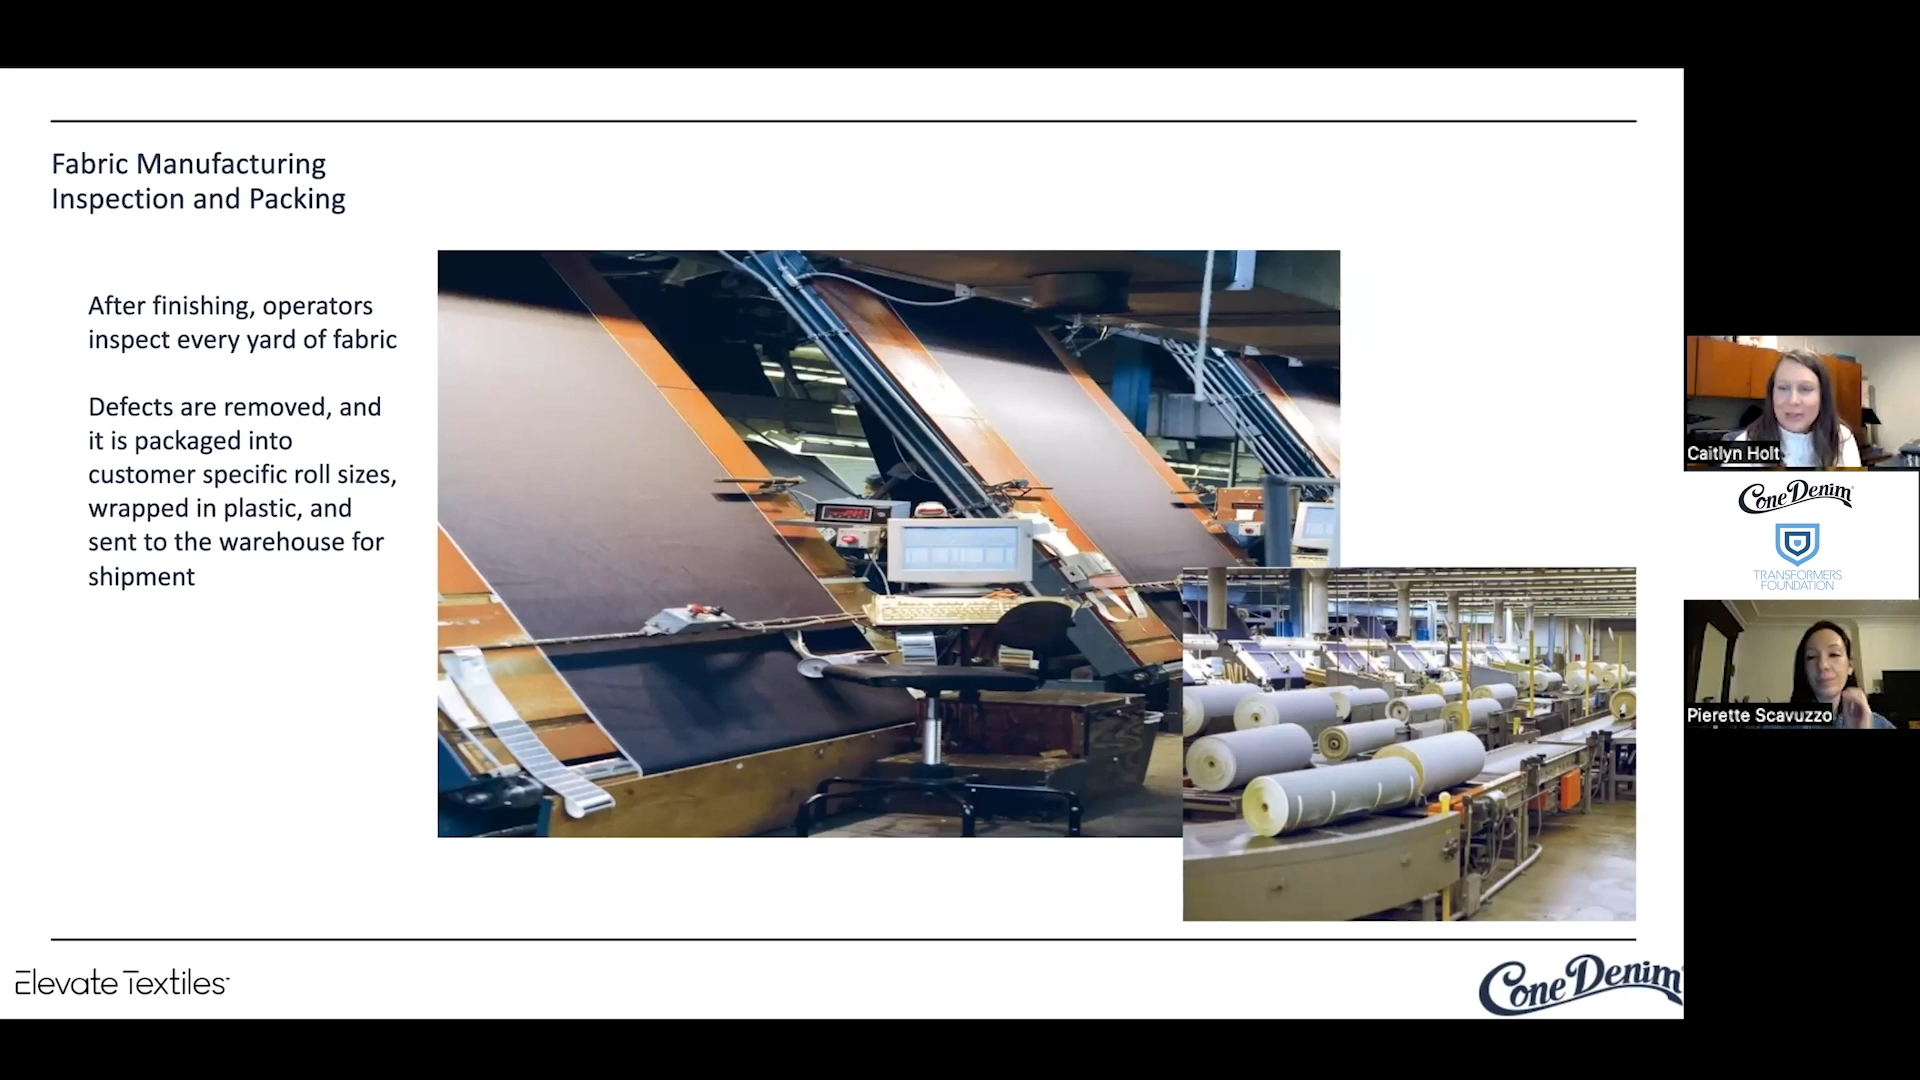 Fabric Manufacturing
Inspection and Packing
After finishing, operators
inspect every yard of fabric
Defects are removed, and
it is packaged into
customer specific roll sizes,
wrapped in plastic, and
sent to the warehouse for
shipment
Elevate Textiles
Cone Denim
Caitlyn Holt
Cone Denim
TRANSFORMERS
FOUNDATION
Pierette Scavuzzo